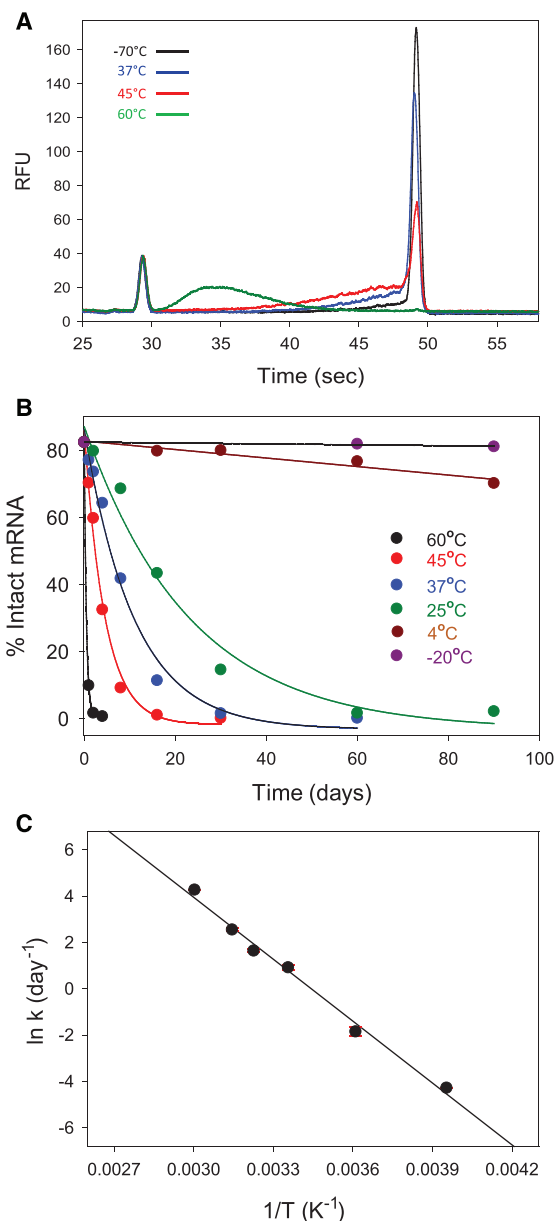 A
-70°C
37°C
45°C
60°C
RFU
160
140
120
100
80
60
40
20
0
25 30 35 40 45 50 55
Time (sec)
B
% Intact mRNA
80
60
40
20
0
60°C
45°C
37°C
25°C
4°C
-20°C
0 20 40 60 80 100
Time (days)
C
ln k (day⁻¹)
6
4
2
0
-2
-4
-6
0.0027 0.0030 0.0033 0.0036 0.0039 0.0042
1/T (K⁻¹)